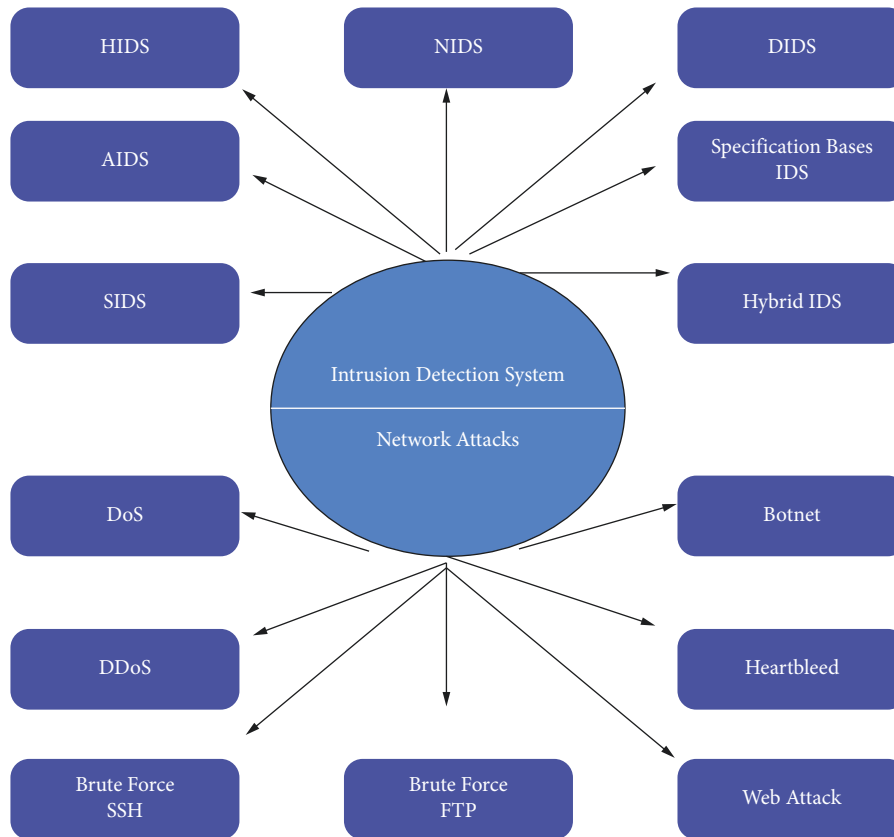 HIDS
NIDS
DIDS
AIDS
Specification Bases
IDS
SIDS
Hybrid IDS
Intrusion Detection System
Network Attacks
DoS
Botnet
DDoS
Heartbleed
Brute Force
SSH
Brute Force
FTP
Web Attack